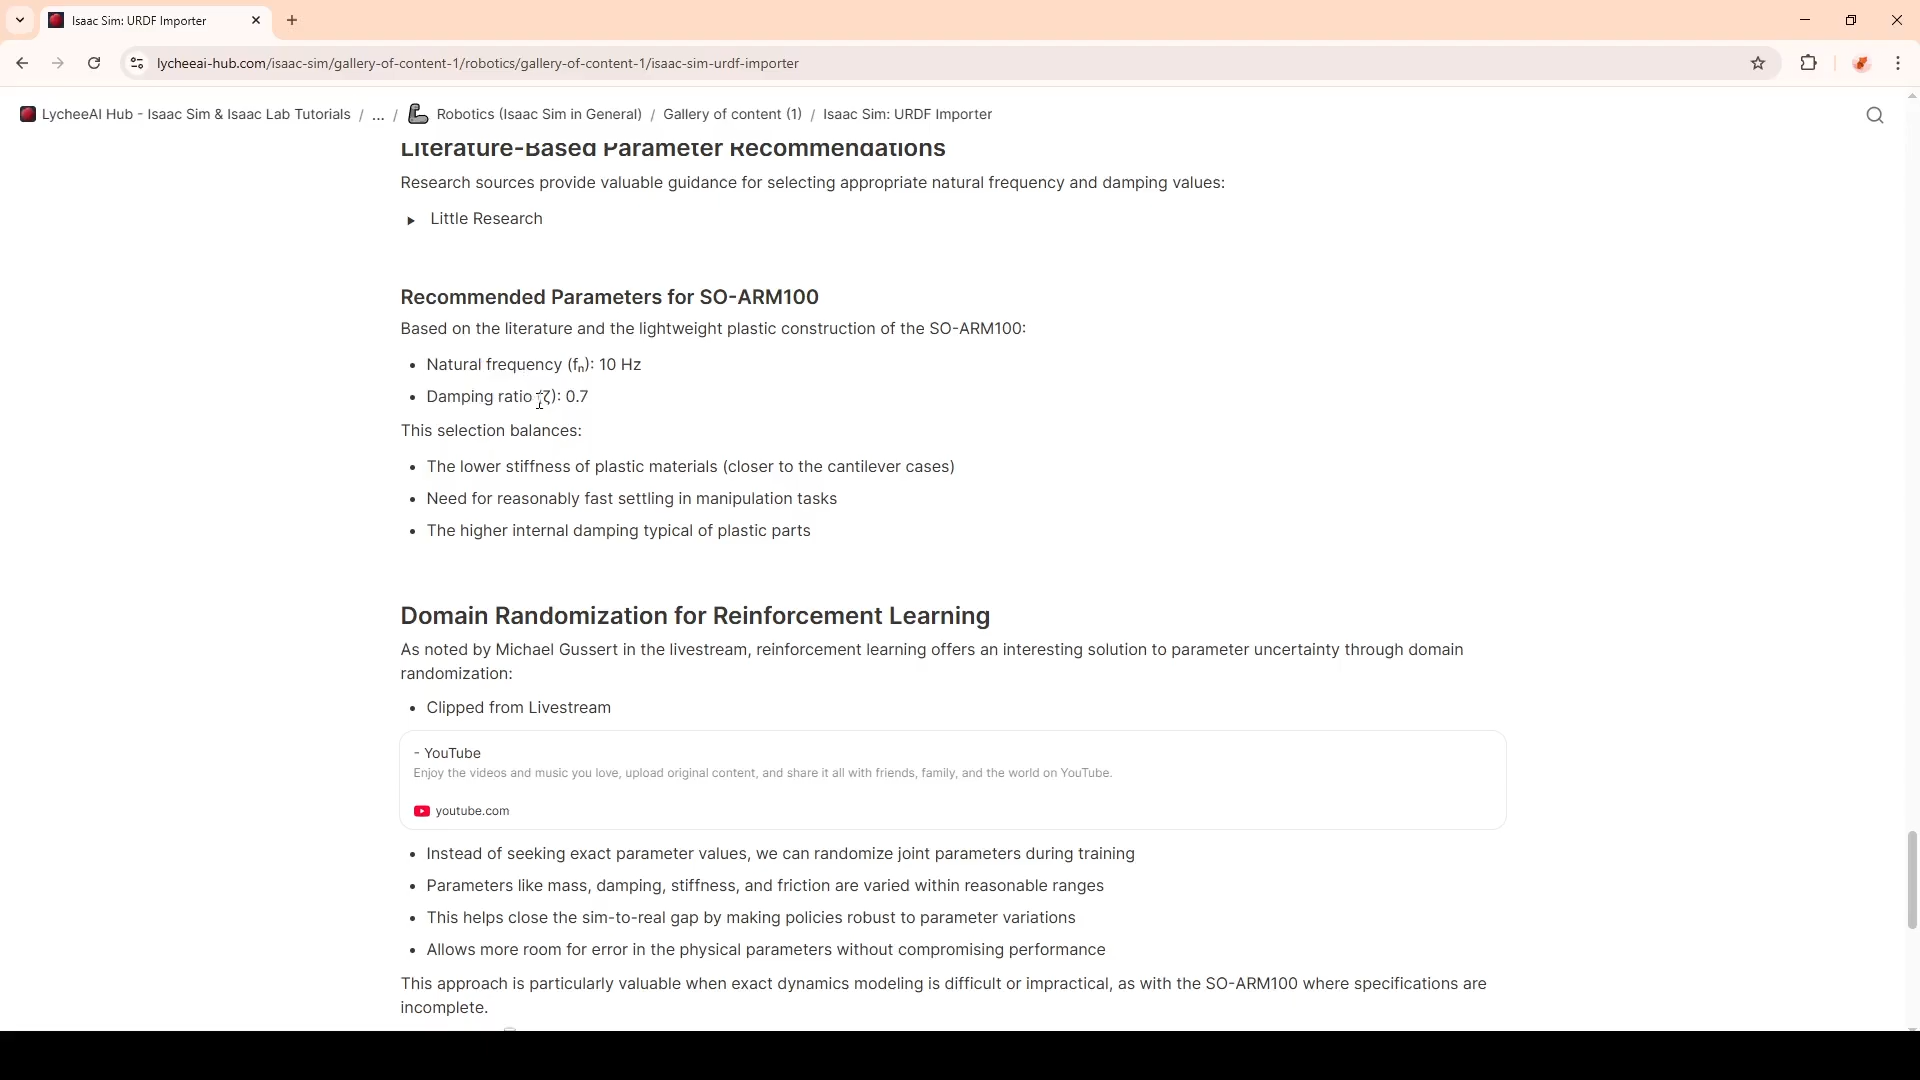 Isaac Sim: URDF Importer
lycheeai-hub.com/isaac-sim/gallery-of-content-1/robotics/gallery-of-content-1/isaac-sim-urdf-importer
LycheeAI Hub - Isaac Sim & Isaac Lab Tutorials / ... / Robotics (Isaac Sim in General) / Gallery of content (1) / Isaac Sim: URDF Importer
Literature-Based Parameter Recommendations
Research sources provide valuable guidance for selecting appropriate natural frequency and damping values:
Little Research
Recommended Parameters for SO-ARM100
Based on the literature and the lightweight plastic construction of the SO-ARM100:
• Natural frequency (fₙ): 10 Hz
• Damping ratio (ζ): 0.7
This selection balances:
• The lower stiffness of plastic materials (closer to the cantilever cases)
• Need for reasonably fast settling in manipulation tasks
• The higher internal damping typical of plastic parts
Domain Randomization for Reinforcement Learning
As noted by Michael Gussert in the livestream, reinforcement learning offers an interesting solution to parameter uncertainty through domain
randomization:
• Clipped from Livestream
- YouTube
Enjoy the videos and music you love, upload original content, and share it all with friends, family, and the world on YouTube.
youtube.com
• Instead of seeking exact parameter values, we can randomize joint parameters during training
• Parameters like mass, damping, stiffness, and friction are varied within reasonable ranges
• This helps close the sim-to-real gap by making policies robust to parameter variations
• Allows more room for error in the physical parameters without compromising performance
This approach is particularly valuable when exact dynamics modeling is difficult or impractical, as with the SO-ARM100 where specifications are
incomplete.